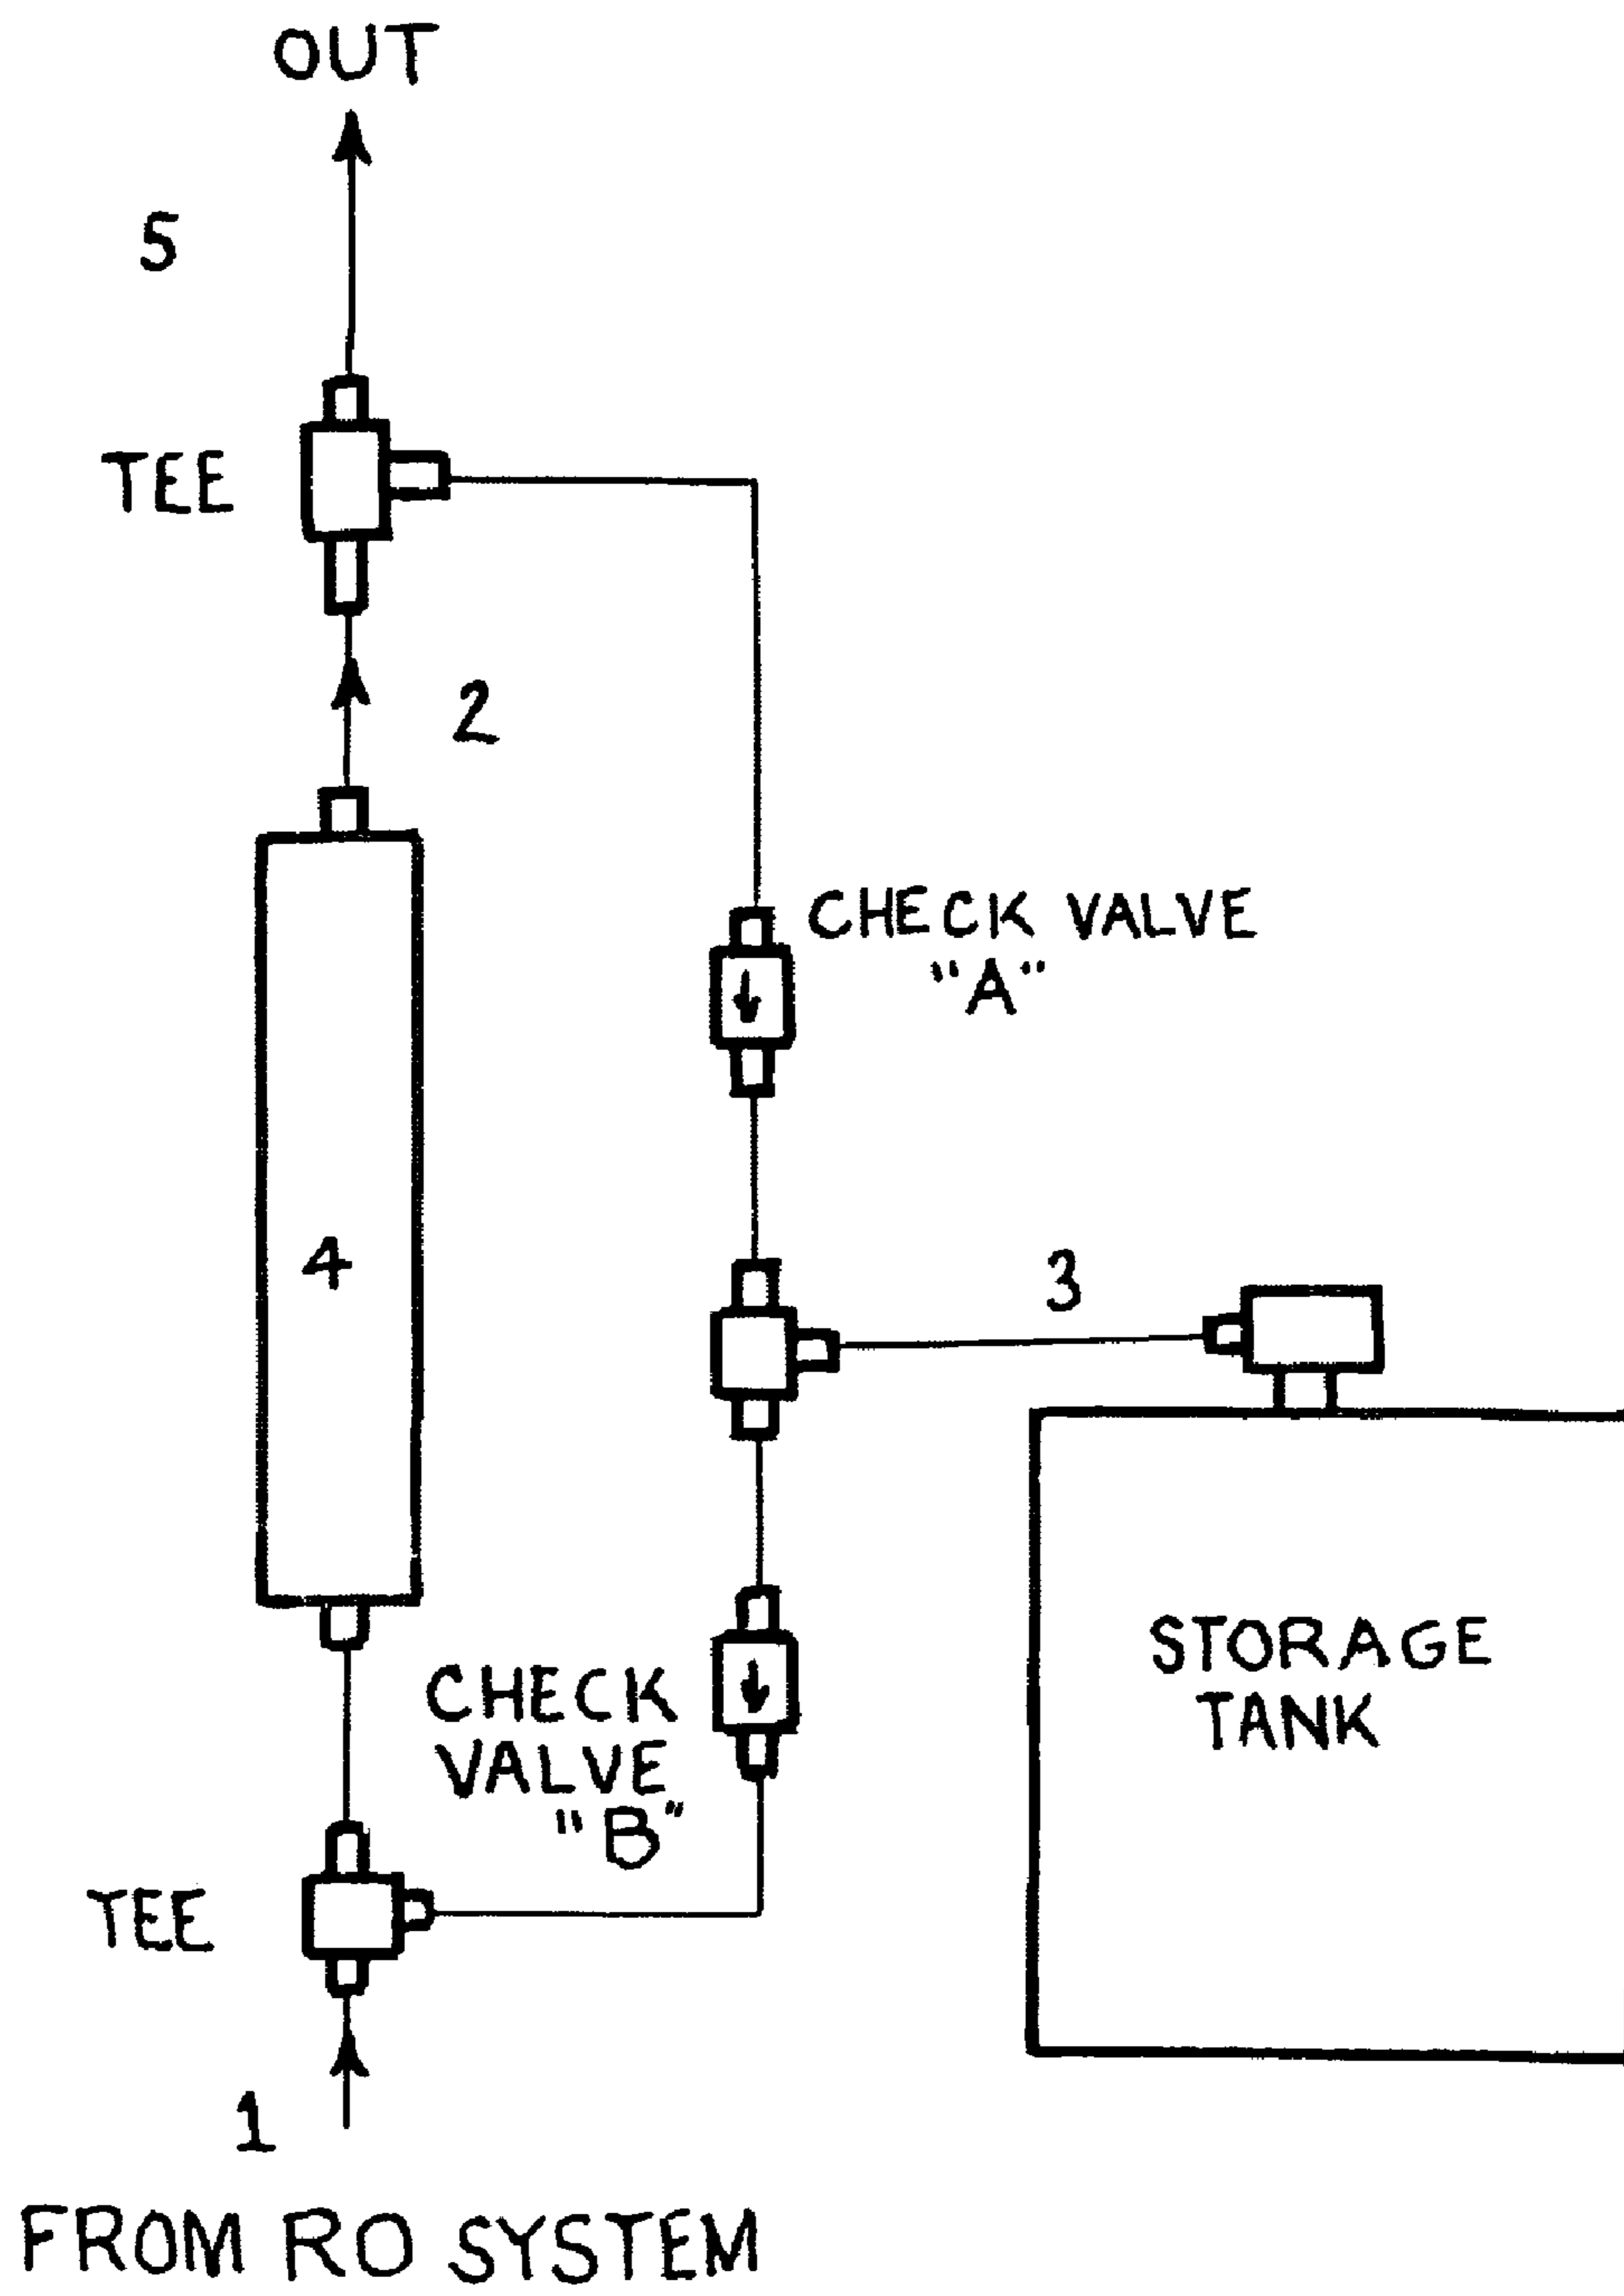 OUT
5
TEE
2
CHECK VALVE
"A"
3
4
STORAGE
TANK
CHECK
VALVE
"B"
TEE
1
FROM RO SYSTEM